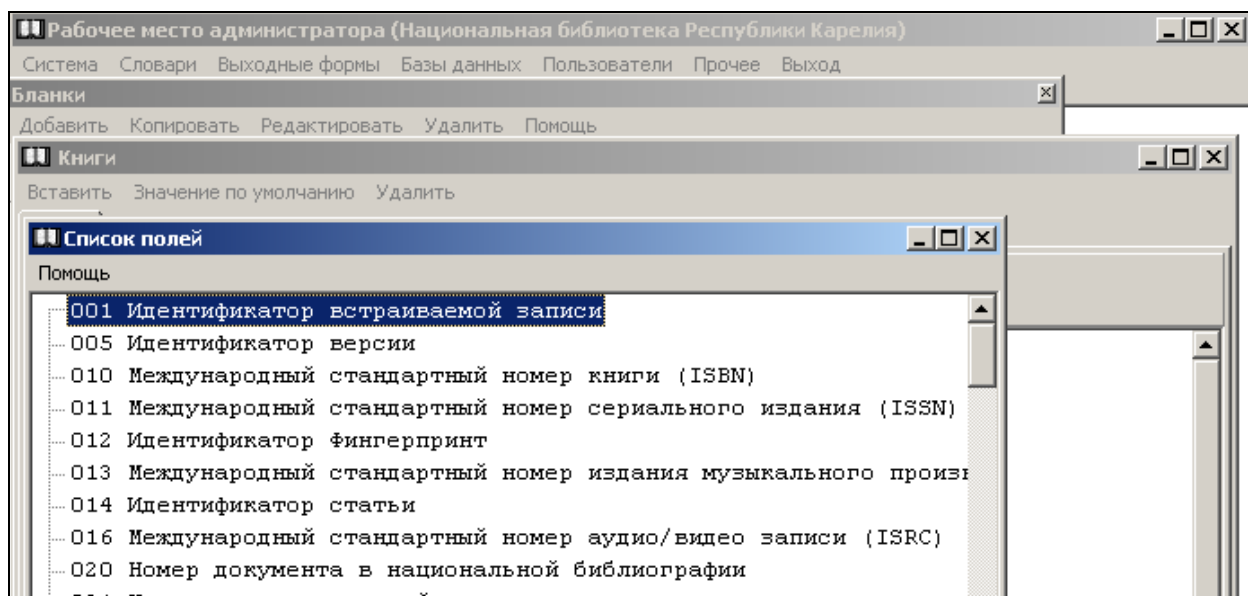 Рабочее место администратора (Национальная библиотека Республики Карелия)
Система Словари Выходные формы Базы данных Пользователи Прочее Выход
Бланки
Добавить Копировать Редактировать Удалить Помощь
Книги
Вставить Значение по умолчанию Удалить
Список полей
Помощь
001 Идентификатор встраиваемой записи
005 Идентификатор версии
010 Международный стандартный номер книги (ISBN)
011 Международный стандартный номер сериального издания (ISSN)
012 Идентификатор Фингерпринт
013 Международный стандартный номер издания музыкального
014 Идентификатор статьи
016 Международный стандартный номер аудио/видео записи (ISRC)
020 Номер документа в национальной библиографии